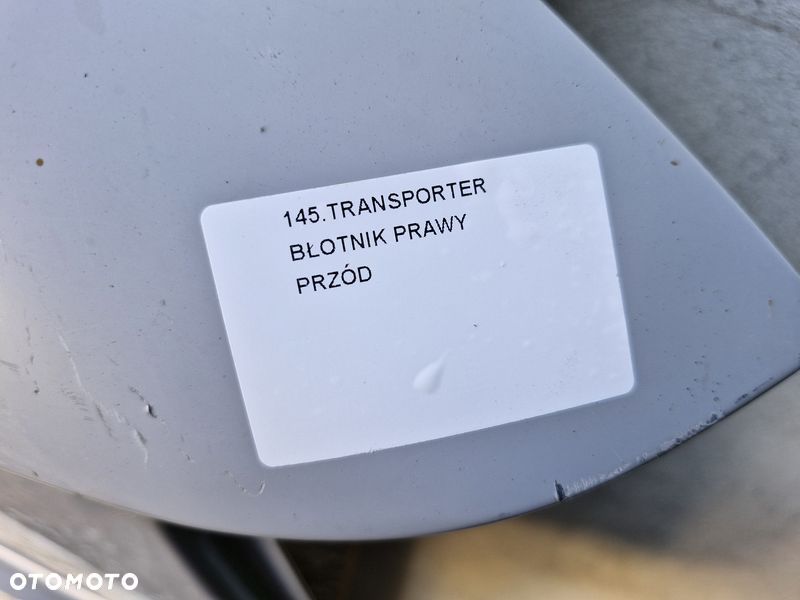 145.TRANSPORTER
BŁOTNIK PRAWY
PRZÓD
OTOMOTO